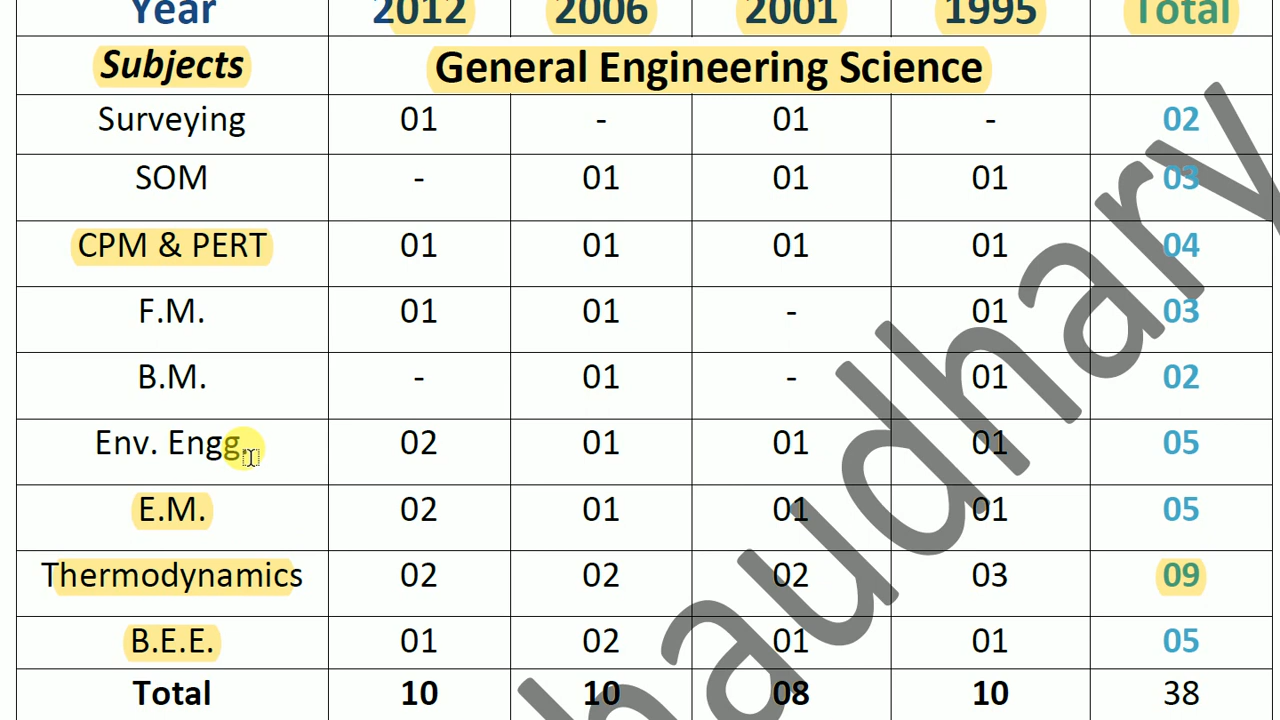 Year 2012 2006 2001 1995 Total
Subjects General Engineering Science
Surveying 01 - 01 - 02
SOM - 01 01 01 03
CPM & PERT 01 01 01 01 04
F.M. 01 01 - 01 03
B.M. - 01 - 01 02
Env. Engg. 02 01 01 01 05
E.M. 02 01 01 01 05
Thermodynamics 02 02 02 03 09
B.E.E. 01 02 01 01 05
Total 10 10 08 10 38
haudhary